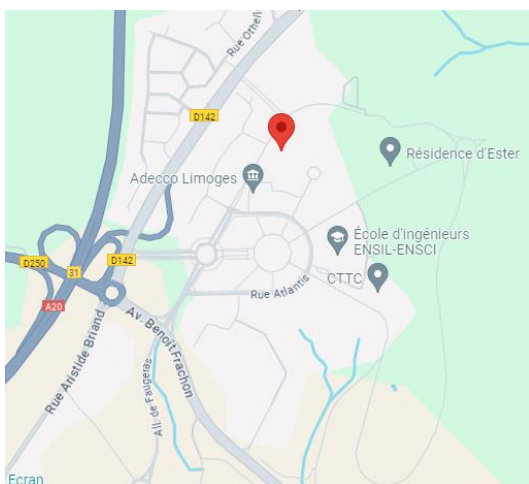 Rue Othell
D142
Résidence d'Ester
Adecco Limoges
École d'ingénieurs
ENSIL-ENSCI
D250
31
D142
CTTC
A20
Rue Atlantis
Rue Aristide Briand
Av. Benoît Frachon
All. de Faugeras
Ecran